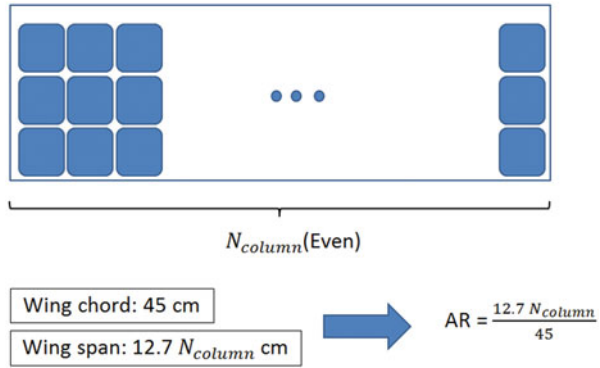 N_column(Even)
Wing chord: 45 cm
Wing span: 12.7 N_column cm
AR = 12.7 N_column / 45